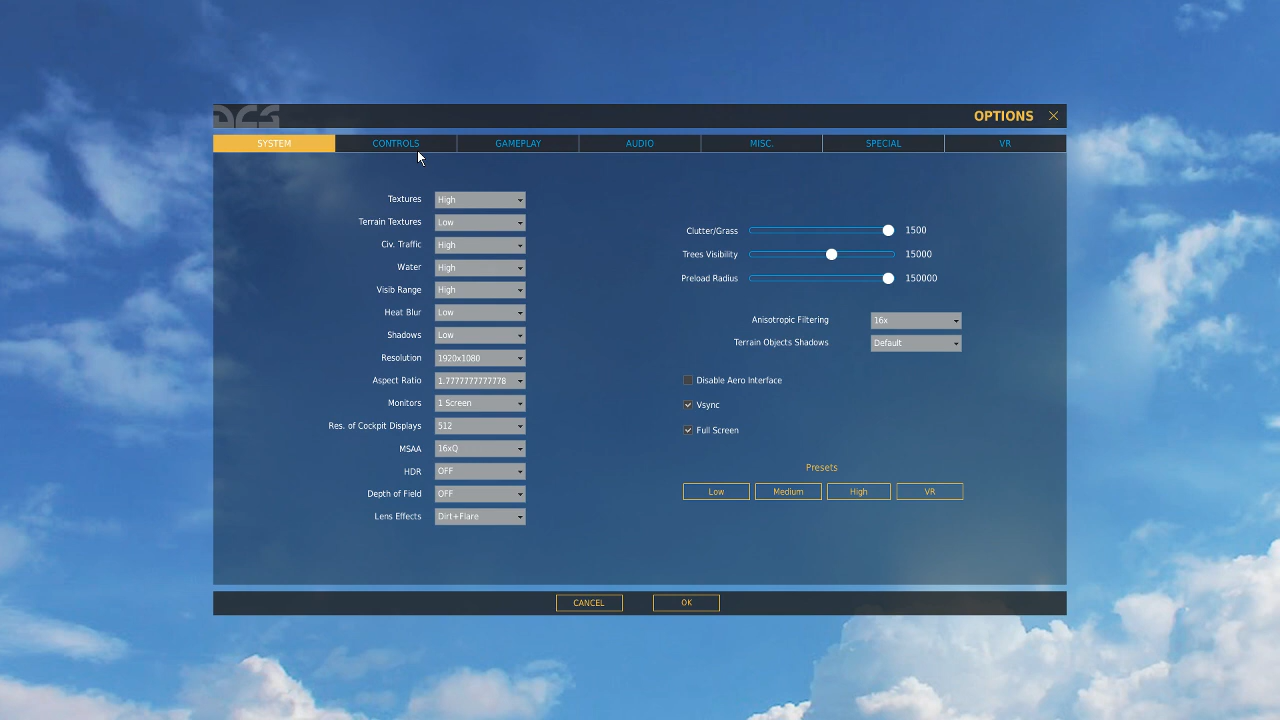 DCS
OPTIONS
SYSTEM CONTROLS GAMEPLAY AUDIO MISC. SPECIAL VR
Textures High
Terrain Textures Low
Civ. Traffic High
Water High
Visib Range High
Heat Blur Low
Shadows Low
Resolution 1920x1080
Aspect Ratio 1.7777777777778
Monitors 1 Screen
Res. of Cockpit Displays 512
MSAA 16xQ
HDR OFF
Depth of Field OFF
Lens Effects Dirt+Flare
Clutter/Grass 1500
Trees Visibility 15000
Preload Radius 150000
Anisotropic Filtering 16x
Terrain Objects Shadows Default
Disable Aero Interface
Vsync
Full Screen
Presets
Low Medium High VR
CANCEL OK